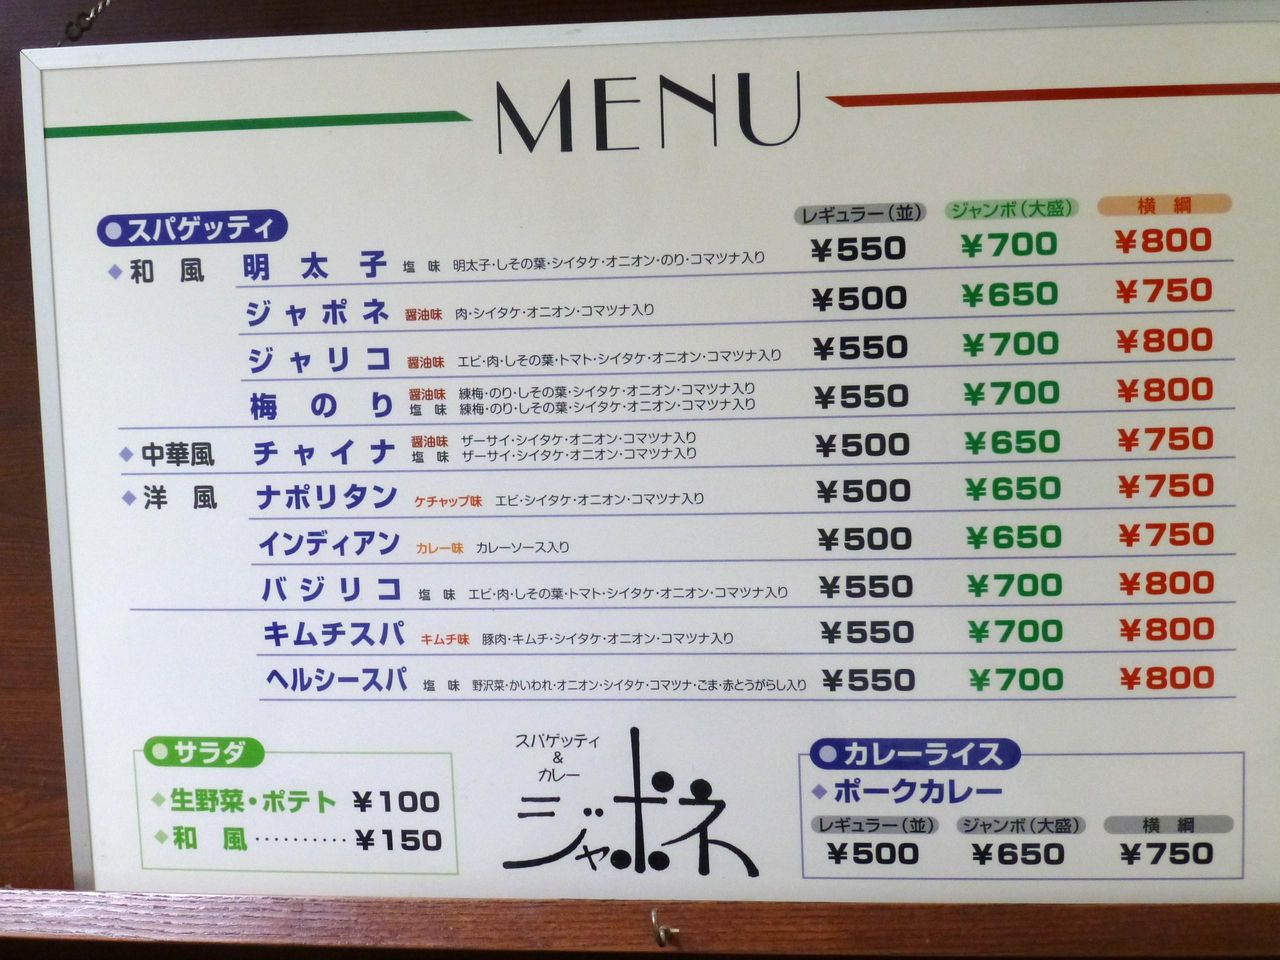 MENU
スパゲッティ レギュラー(並) ジャンボ(大盛) 横綱
和風 明太子 塩味 明太子・しその葉・シイタケ・オニオン・のり・コマツナ入り ¥550 ¥700 ¥800
ジャポネ 醤油味 肉・シイタケ・オニオン・コマツナ入り ¥500 ¥650 ¥750
ジャリコ 醤油味 エビ・肉・しその葉・トマト・シイタケ・オニオン・コマツナ入り ¥550 ¥700 ¥800
梅のり 醤油味 練梅・のり・しその葉・シイタケ・オニオン・コマツナ入り ¥550 ¥700 ¥800
塩味 練梅・のり・しその葉・シイタケ・オニオン・コマツナ入り
中華風 チャイナ 醤油味 ザーサイ・シイタケ・オニオン・コマツナ入り ¥500 ¥650 ¥750
塩味 ザーサイ・シイタケ・オニオン・コマツナ入り
洋風 ナポリタン ケチャップ味 エビ・シイタケ・オニオン・コマツナ入り ¥500 ¥650 ¥750
インディアン カレー味 カレーソース入り ¥500 ¥650 ¥750
バジリコ 塩味 エビ・肉・しその葉・トマト・シイタケ・オニオン・コマツナ入り ¥550 ¥700 ¥800
キムチスパ キムチ味 豚肉・キムチ・シイタケ・オニオン・コマツナ入り ¥550 ¥700 ¥800
ヘルシースパ 塩味 野沢菜・かいわれ・オニオン・シイタケ・コマツナ・ごま・赤とうがらし入り ¥550 ¥700 ¥800
サラダ
生野菜・ポテト ¥100
和風………… ¥150
スパゲッティ
&
カレー
ジャポネ
カレーライス
ポークカレー
レギュラー(並) ジャンボ(大盛) 横綱
¥500 ¥650 ¥750